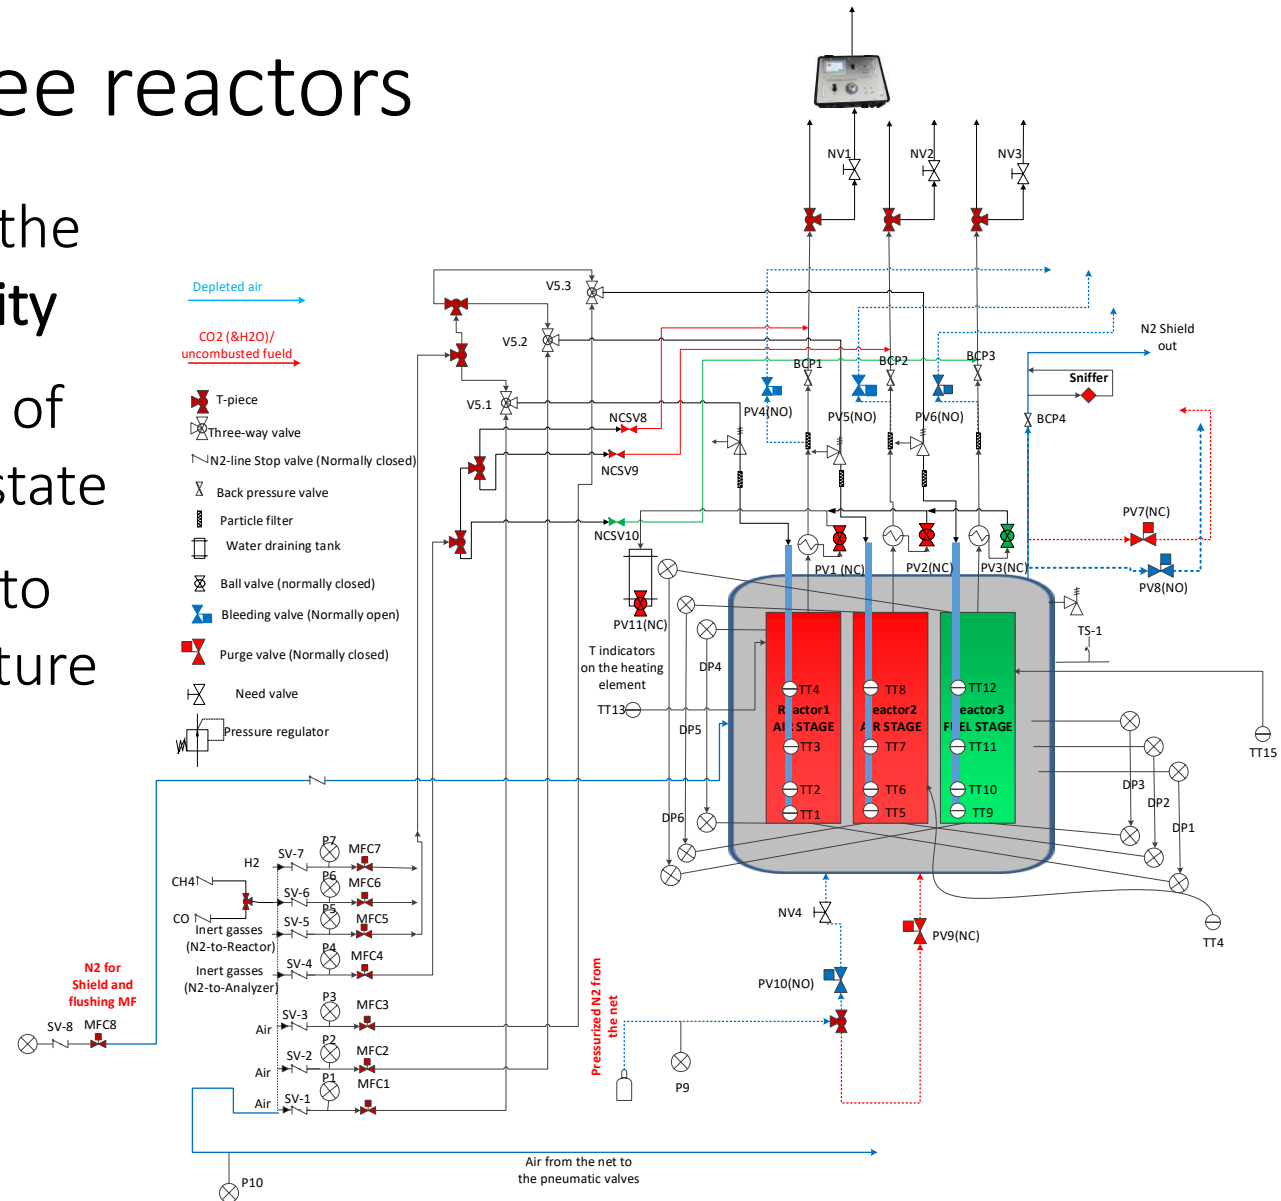 ee reactors
the
ity
of
state
to
ture
Depleted air
CO2 (&H2O)/
uncombusted fueld
T-piece
Three-way valve
N2-line Stop valve (Normally closed)
Back pressure valve
Particle filter
Water draining tank
Ball valve (normally closed)
Bleeding valve (Normally open)
Purge valve (Normally closed)
Need valve
Pressure regulator
NV1
NV2
NV3
V5.3
V5.2
V5.1
NCSV8
NCSV9
NCSV10
BCP1
BCP2
BCP3
PV4(NO)
PV5(NO)
PV6(NO)
N2 Shield
out
Sniffer
BCP4
PV7(NC)
PV8(NO)
PV1 (NC)
PV2(NC)
PV3(NC)
PV11(NC)
T indicators
on the heating
element
TT13
DP4
DP5
DP6
TS-1
TT15
TT4
TT8
TT12
Reactor1
AIR STAGE
eactor2
AIR STAGE
eactor3
FUEL STAGE
TT3
TT7
TT11
TT2
TT6
TT10
TT1
TT5
TT9
DP3
DP2
DP1
TT4
NV4
PV9(NC)
PV10(NO)
Pressurized N2 from
the net
P9
H2
SV-7
P7
MFC7
CH4
SV-6
P6
MFC6
CO
SV-5
P5
MFC5
Inert gasses
(N2-to-Reactor)
SV-4
P4
MFC4
Inert gasses
(N2-to-Analyzer)
N2 for
Shield and
flushing MF
SV-8
MFC8
Air
SV-3
P3
MFC3
Air
SV-2
P2
MFC2
Air
SV-1
P1
MFC1
Air from the net to
the pneumatic valves
P10